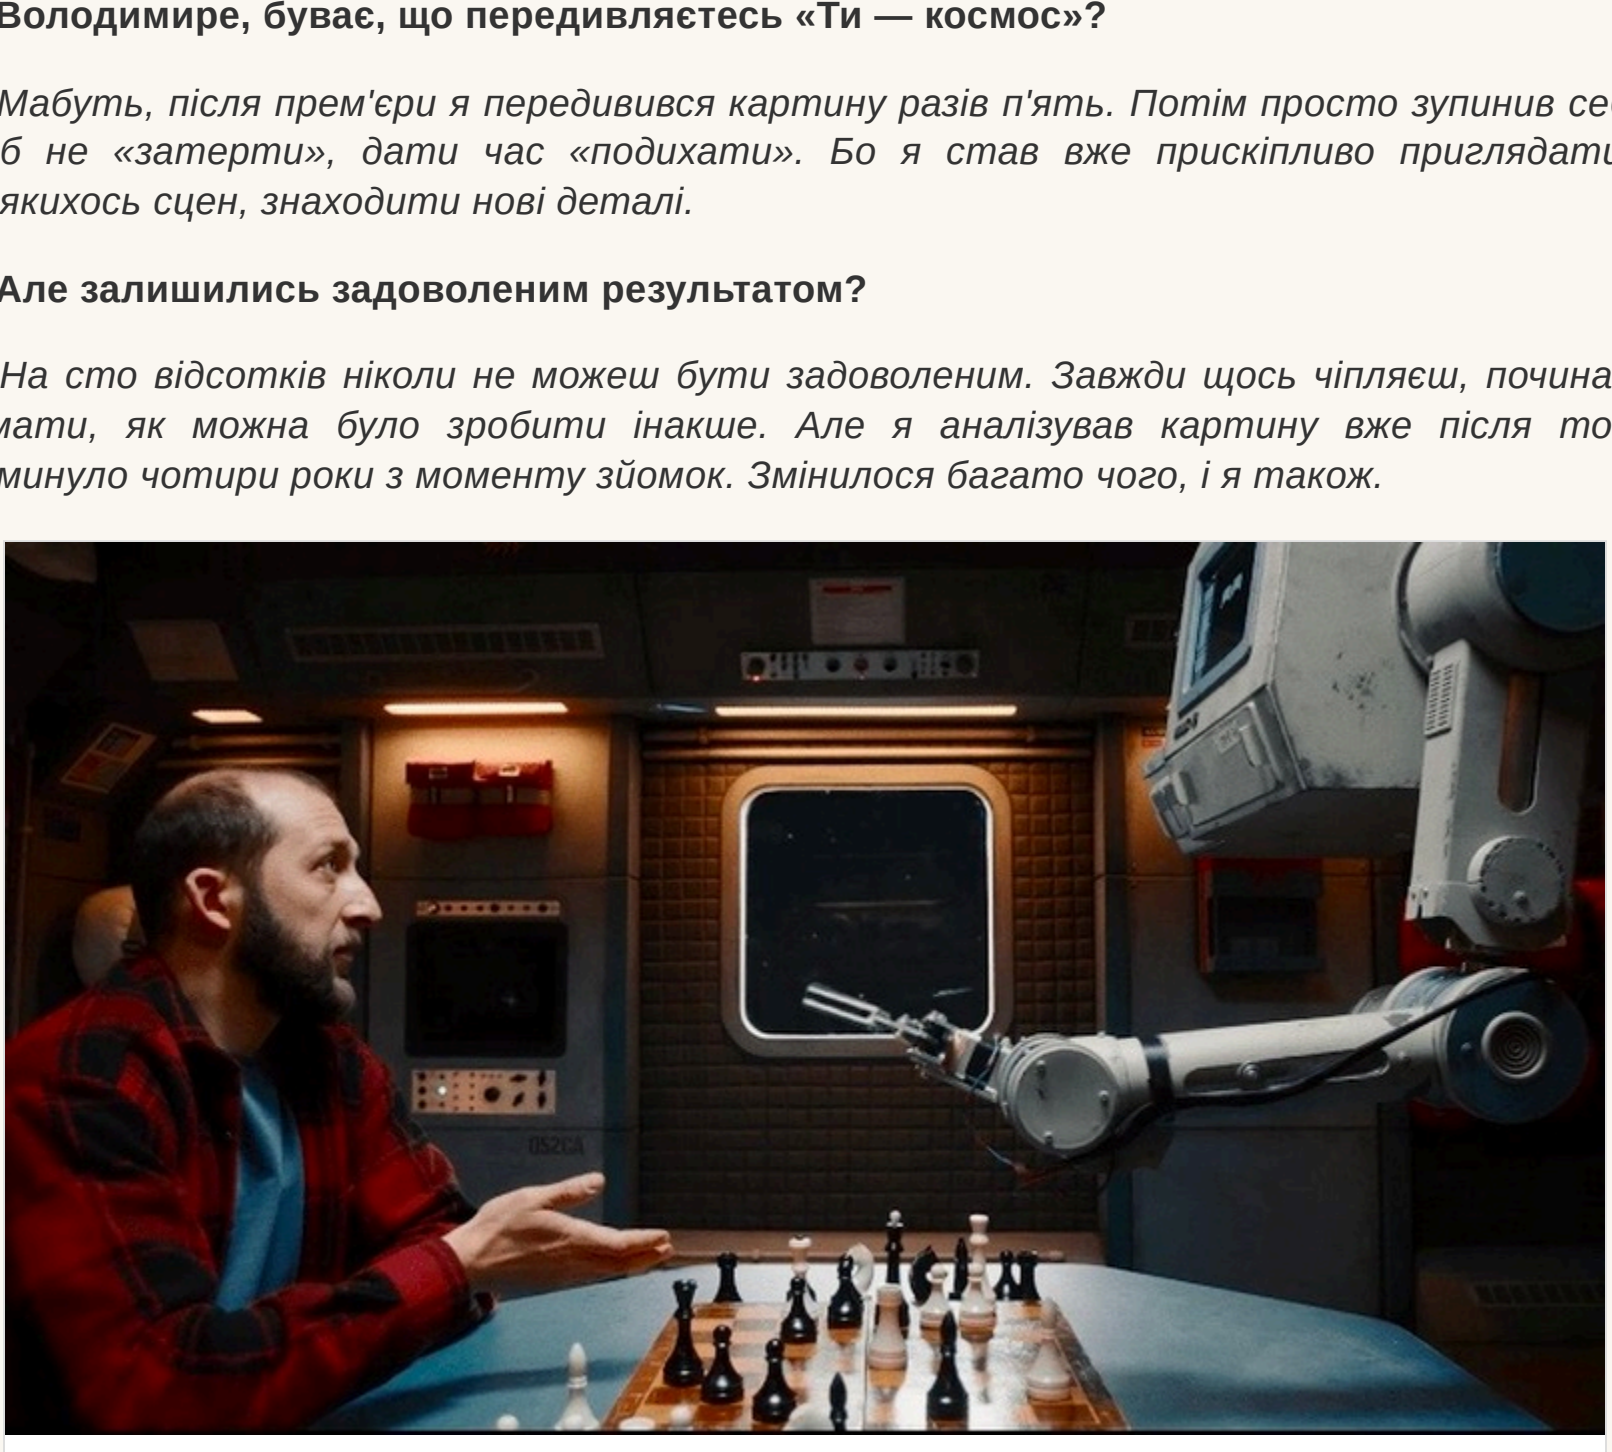 Володимире, буває, що передивляєтесь «Ти — космос»?
Мабуть, після прем'єри я передивився картину разів п'ять. Потім просто зупинив
б не «затерти», дати час «подихати». Бо я став вже прискіпливо
якихось сцен, знаходити нові деталі.
Але залишились задоволеним результатом?
На сто відсотків ніколи не можеш бути задоволеним. Завжди щось чіпляєш, почина
мати, як можна було зробити інакше. Але я аналізував картину вже після то
минуло чотири роки з моменту зйомок. Змінилося багато чого, і я також.